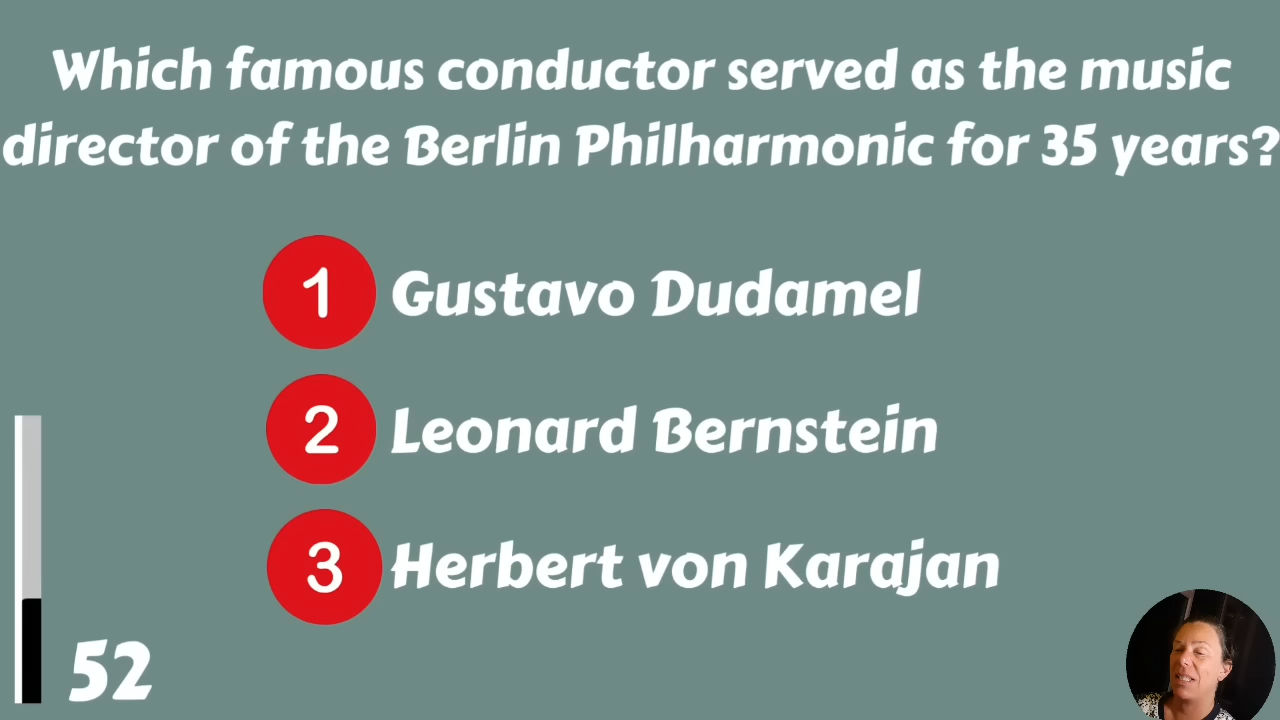 Which famous conductor served as the music
director of the Berlin Philharmonic for 35 years?
1 Gustavo Dudamel
2 Leonard Bernstein
3 Herbert von Karajan
52